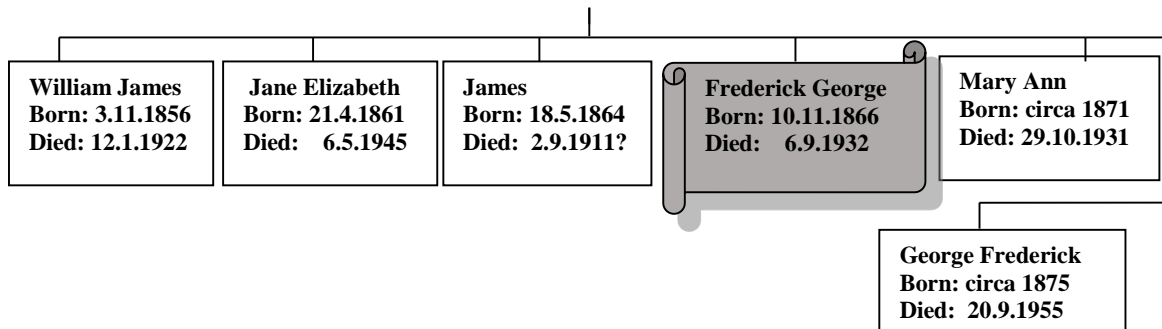 William James
Born: 3.11.1856
Died: 12.1.1922
Jane Elizabeth
Born: 21.4.1861
Died: 6.5.1945
James
Born: 18.5.1864
Died: 2.9.1911?
Frederick George
Born: 10.11.1866
Died: 6.9.1932
Mary Ann
Born: circa 1871
Died: 29.10.1931
George Frederick
Born: circa 1875
Died: 20.9.1955